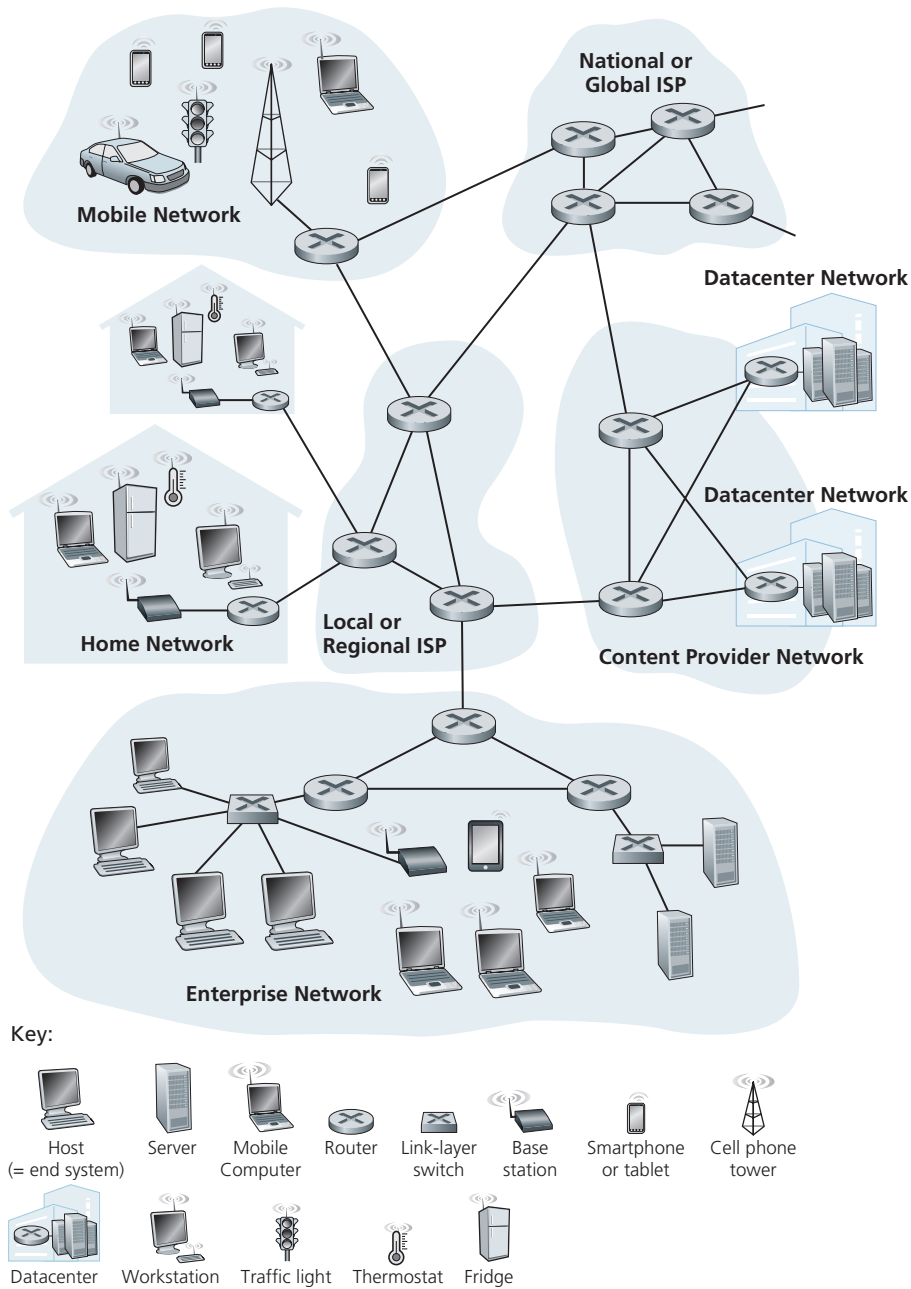 National or
Global ISP
Mobile Network
Datacenter Network
Datacenter Network
Home Network
Local or
Regional ISP
Content Provider Network
Enterprise Network
Key:
Host
(= end system)
Server
Mobile
Computer
Router
Link-layer
switch
Base
station
Smartphone
or tablet
Cell phone
tower
Datacenter
Workstation
Traffic light
Thermostat
Fridge